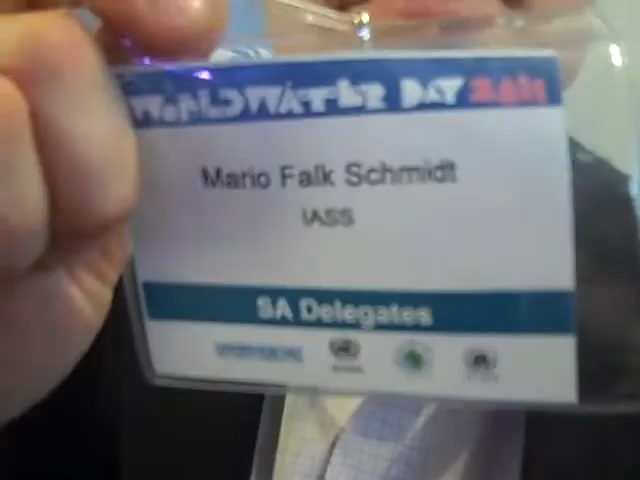 WORLD WATER DAY 2011
Mario Falk Schmidt
IASS
SA Delegates